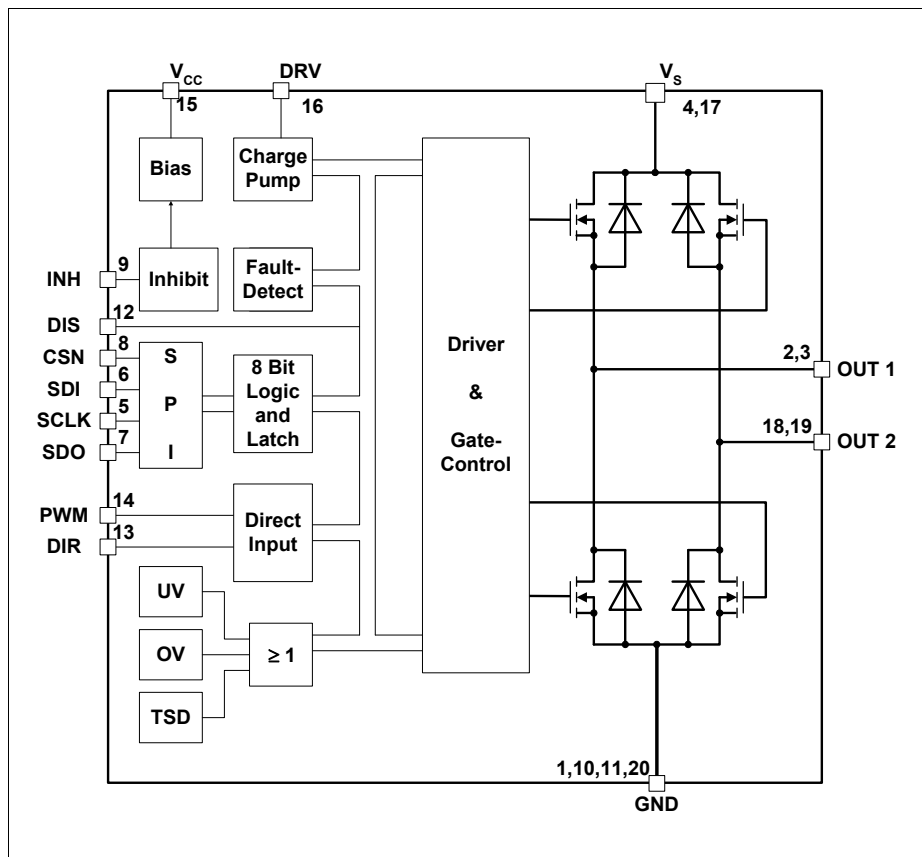 VCC
DRV
VS
15
16
4,17
Bias
Charge
Pump
INH
9
Inhibit
Fault-
Detect
DIS
12
CSN
8
SDI
6
SCLK
5
SDO
7
S
P
I
8 Bit
Logic
and
Latch
Driver
&
Gate-
Control
2,3
OUT 1
18,19
OUT 2
PWM
14
DIR
13
Direct
Input
UV
OV
TSD
≥ 1
1,10,11,20
GND